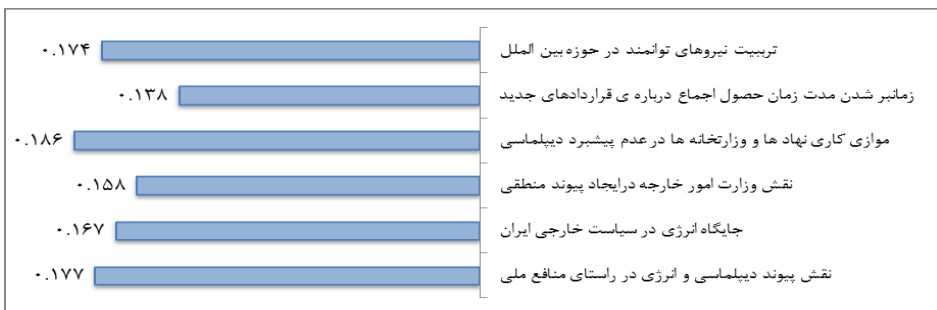 ترببیت نیروهای توانمند در حوزه بین الملل ۰.۱۷۴
زمانبر شدن مدت زمان حصول اجماع درباره ی قراردادهای جدید ۰.۱۳۸
موازی کاری نهاد ها و وزارتخانه ها در عدم پیشبرد دیپلماسی ۰.۱۸۶
نقش وزارت امور خارجه درایجاد پیوند منطقی ۰.۱۵۸
جایگاه انرژی در سیاست خارجی ایران ۰.۱۶۷
نقش پیوند دیپلماسی و انرژی در راستای منافع ملی ۰.۱۷۷